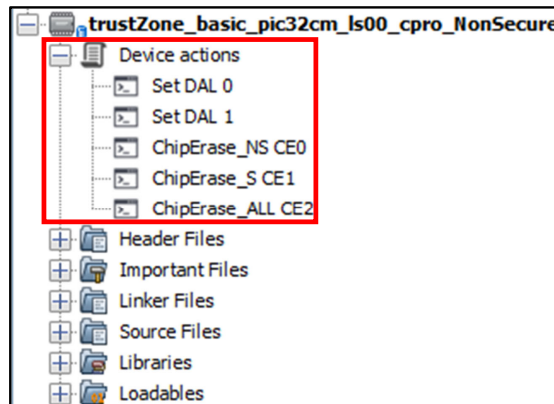 trustZone_basic_pic32cm_ls00_cpro_NonSecure
Device actions
Set DAL 0
Set DAL 1
ChipErase_NS CE0
ChipErase_S CE1
ChipErase_ALL CE2
Header Files
Important Files
Linker Files
Source Files
Libraries
Loadables